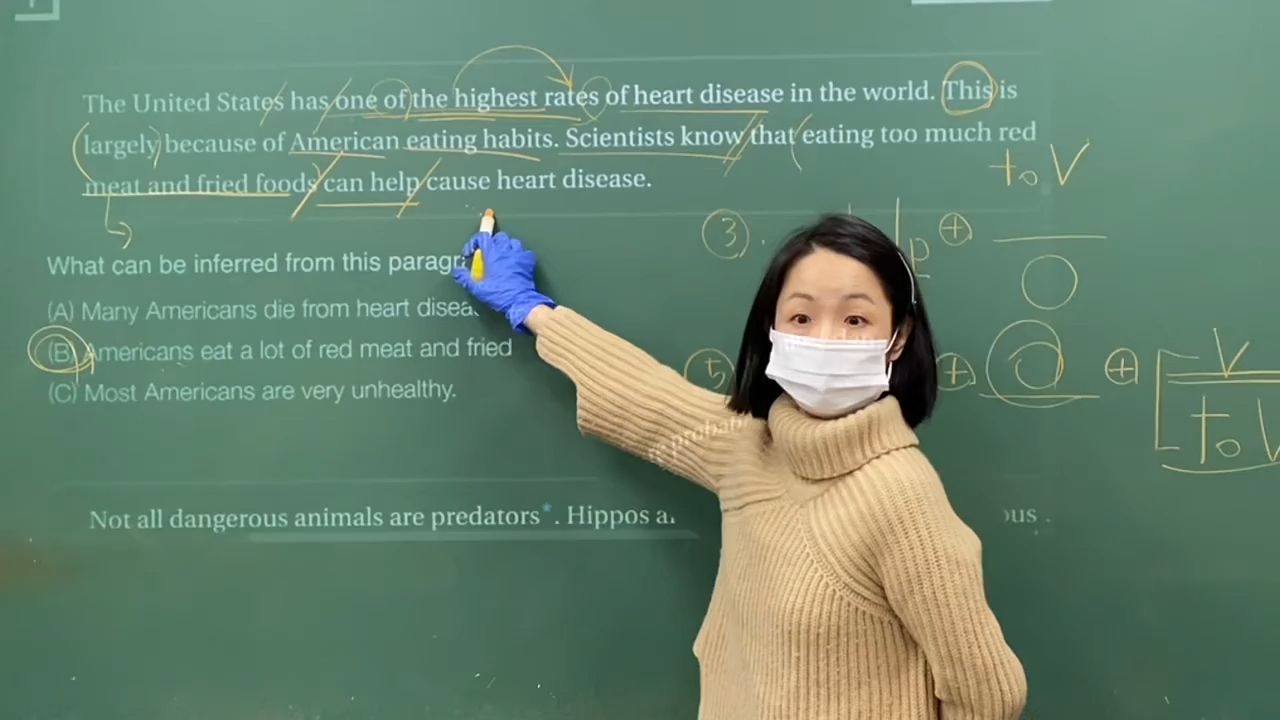 The United States has one of the highest rates of heart disease in the world. This is
largely because of American eating habits. Scientists know that eating too much red
meat and fried foods can help cause heart disease.
to V
③
p ⊕
What can be inferred from this
(A) Many Americans die from heart
(B) Americans eat a lot of red meat and fried
⑤
⊕ ⊕ V
to V
(C) Most Americans are very unhealthy.
Not all dangerous animals are predators*. Hippos